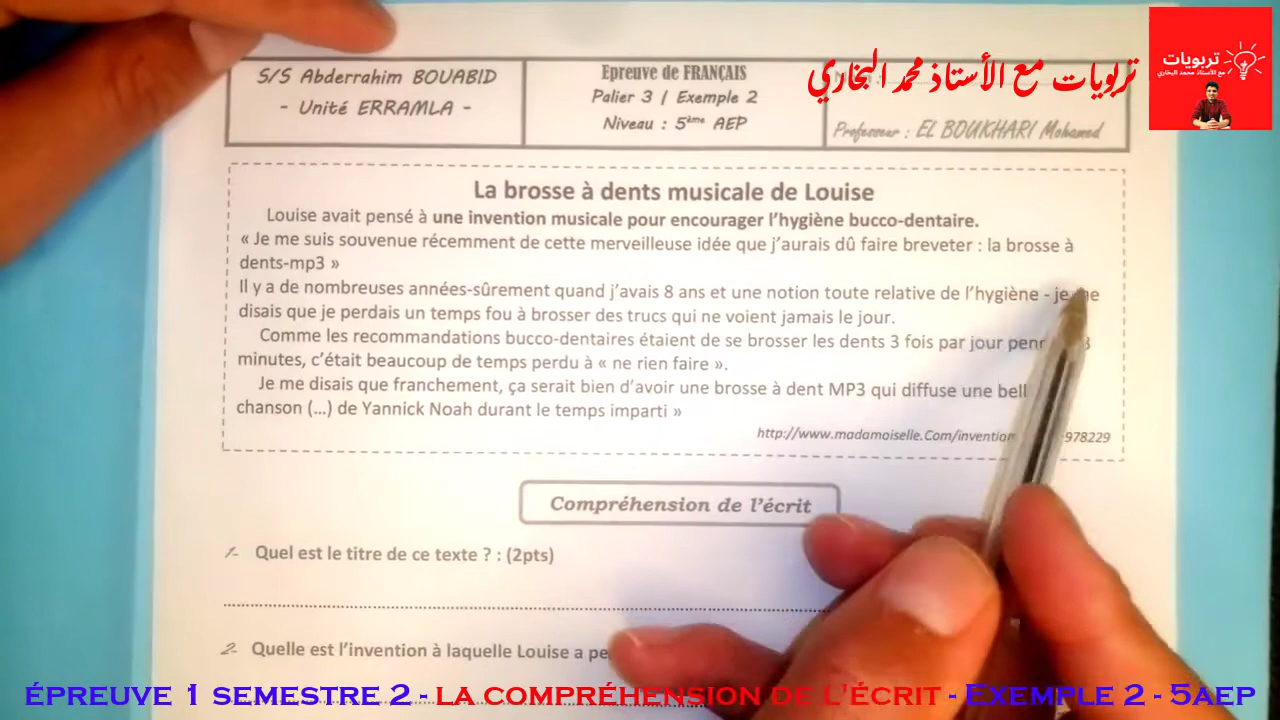 S/S Abderrahim BOUABID
- Unité ERRAMLA -
Epreuve de FRANÇAIS
Palier 3 / Exemple 2
Niveau : 5ème AEP
تربويات مع الأستاذ محمد البخاري
Professeur : EL BOUKHARI Mohamed
تربويات
مع الأستاذ محمد البخاري
La brosse à dents musicale de Louise
Louise avait pensé à une invention musicale pour encourager l'hygiène bucco-dentaire.
« Je me suis souvenue récemment de cette merveilleuse idée que j'aurais dû faire breveter : la brosse à
dents-mp3 »
Il y a de nombreuses années-sûrement quand j'avais 8 ans et une notion toute relative de l'hygiène - je
disais que je perdais un temps fou à brosser des trucs qui ne voient jamais le jour.
Comme les recommandations bucco-dentaires étaient de se brosser les dents 3 fois par jour
minutes, c'était beaucoup de temps perdu à « ne rien faire ».
Je me disais que franchement, ça serait bien d'avoir une brosse à dent MP3 qui diffuse une
chanson (...) de Yannick Noah durant le temps imparti »
http://www.madamoiselle.Com/invention 978229
Compréhension de l'écrit
1- Quel est le titre de ce texte ? : (2pts)
2- Quelle est l'invention à laquelle Louise a
ÉPREUVE 1 SEMESTRE 2 - LA COMPRÉHENSION DE L'ÉCRIT - EXEMPLE 2 - 5AEP